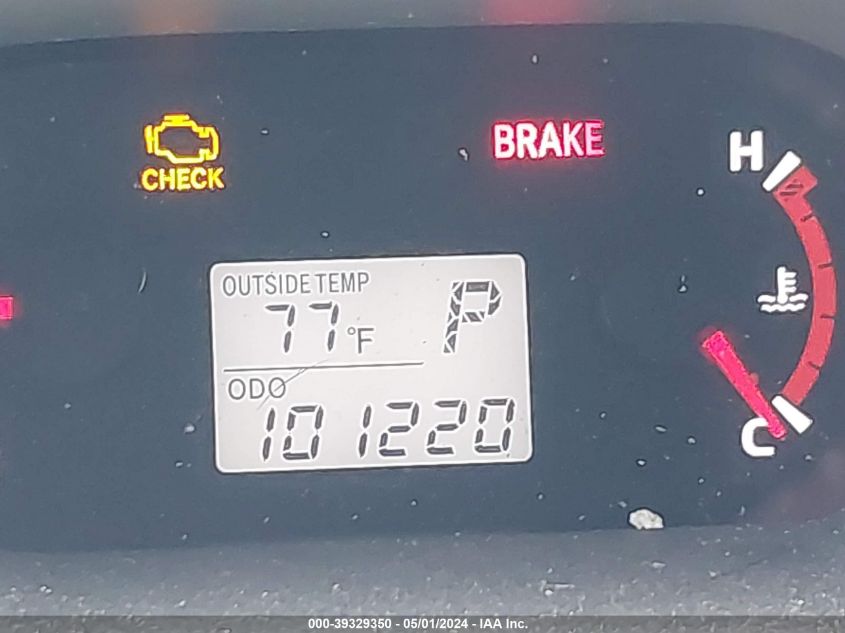 BRAKE
H
CHECK
OUTSIDE TEMP
77°F P
ODO
101220
C
000-39329350 - 05/01/2024 - IAA Inc.